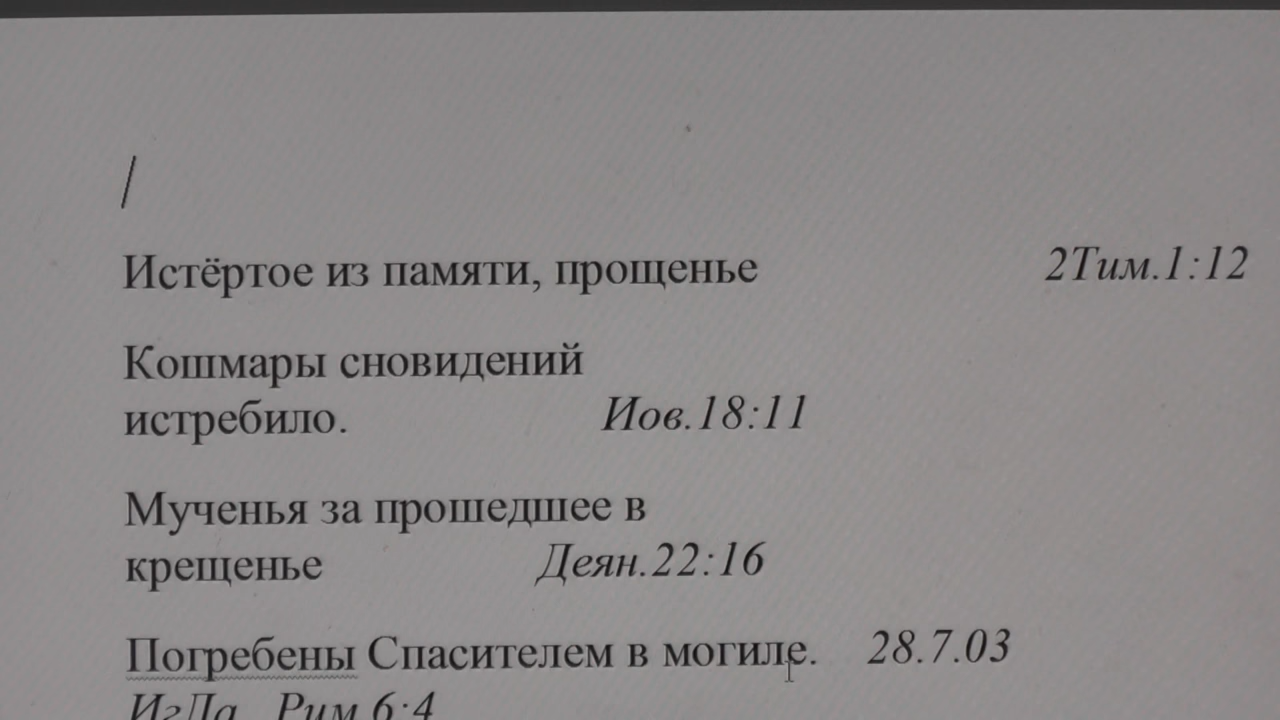 /
Истёртое из памяти, прощенье 2Тим.1:12
Кошмары сновидений
истребило. Иов.18:11
Мученья за прошедшее в
крещенье Деян.22:16
Погребены Спасителем в могиле. 28.7.03
ИгЛа Рим 6:4